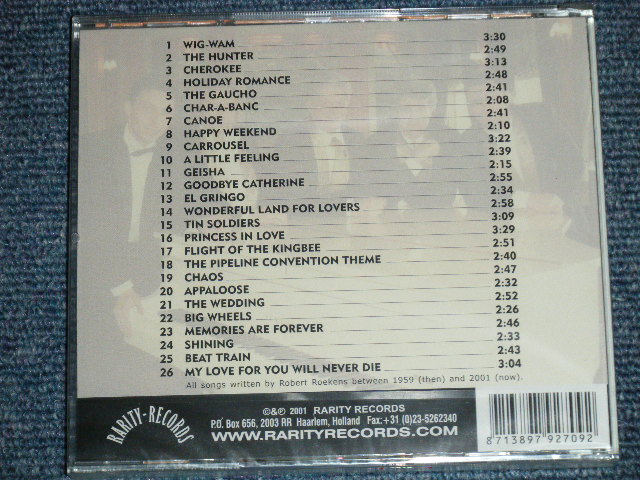 1 WIG-WAM 3:30
2 THE HUNTER 2:49
3 CHEROKEE 3:13
4 HOLIDAY ROMANCE 2:48
5 THE GAUCHO 2:41
6 CHAR-A-BANC 2:08
7 CANOE 2:41
8 HAPPY WEEKEND 2:10
9 CARROUSEL 3:22
10 A LITTLE FEELING 2:39
11 GEISHA 2:15
12 GOODBYE CATHERINE 2:55
13 EL GRINGO 2:34
14 WONDERFUL LAND FOR LOVERS 2:58
15 TIN SOLDIERS 3:09
16 PRINCESS IN LOVE 3:29
17 FLIGHT OF THE KINGBEE 2:51
18 THE PIPELINE CONVENTION THEME 2:40
19 CHAOS 2:47
20 APPALOOSE 2:32
21 THE WEDDING 2:52
22 BIG WHEELS 2:26
23 MEMORIES ARE FOREVER 2:46
24 SHINING 2:33
25 BEAT TRAIN 2:43
26 MY LOVE FOR YOU WILL NEVER DIE 3:04
All songs written by Robert Roekens between 1959 (then) and 2001 (now).
RARITY-RECORDS
©&℗ 2001 RARITY RECORDS
P.O. Box 656, 2003 RR Haarlem, Holland Fax:+31 (0)23-5262340
WWW.RARITYRECORDS.COM
8 713897 927092